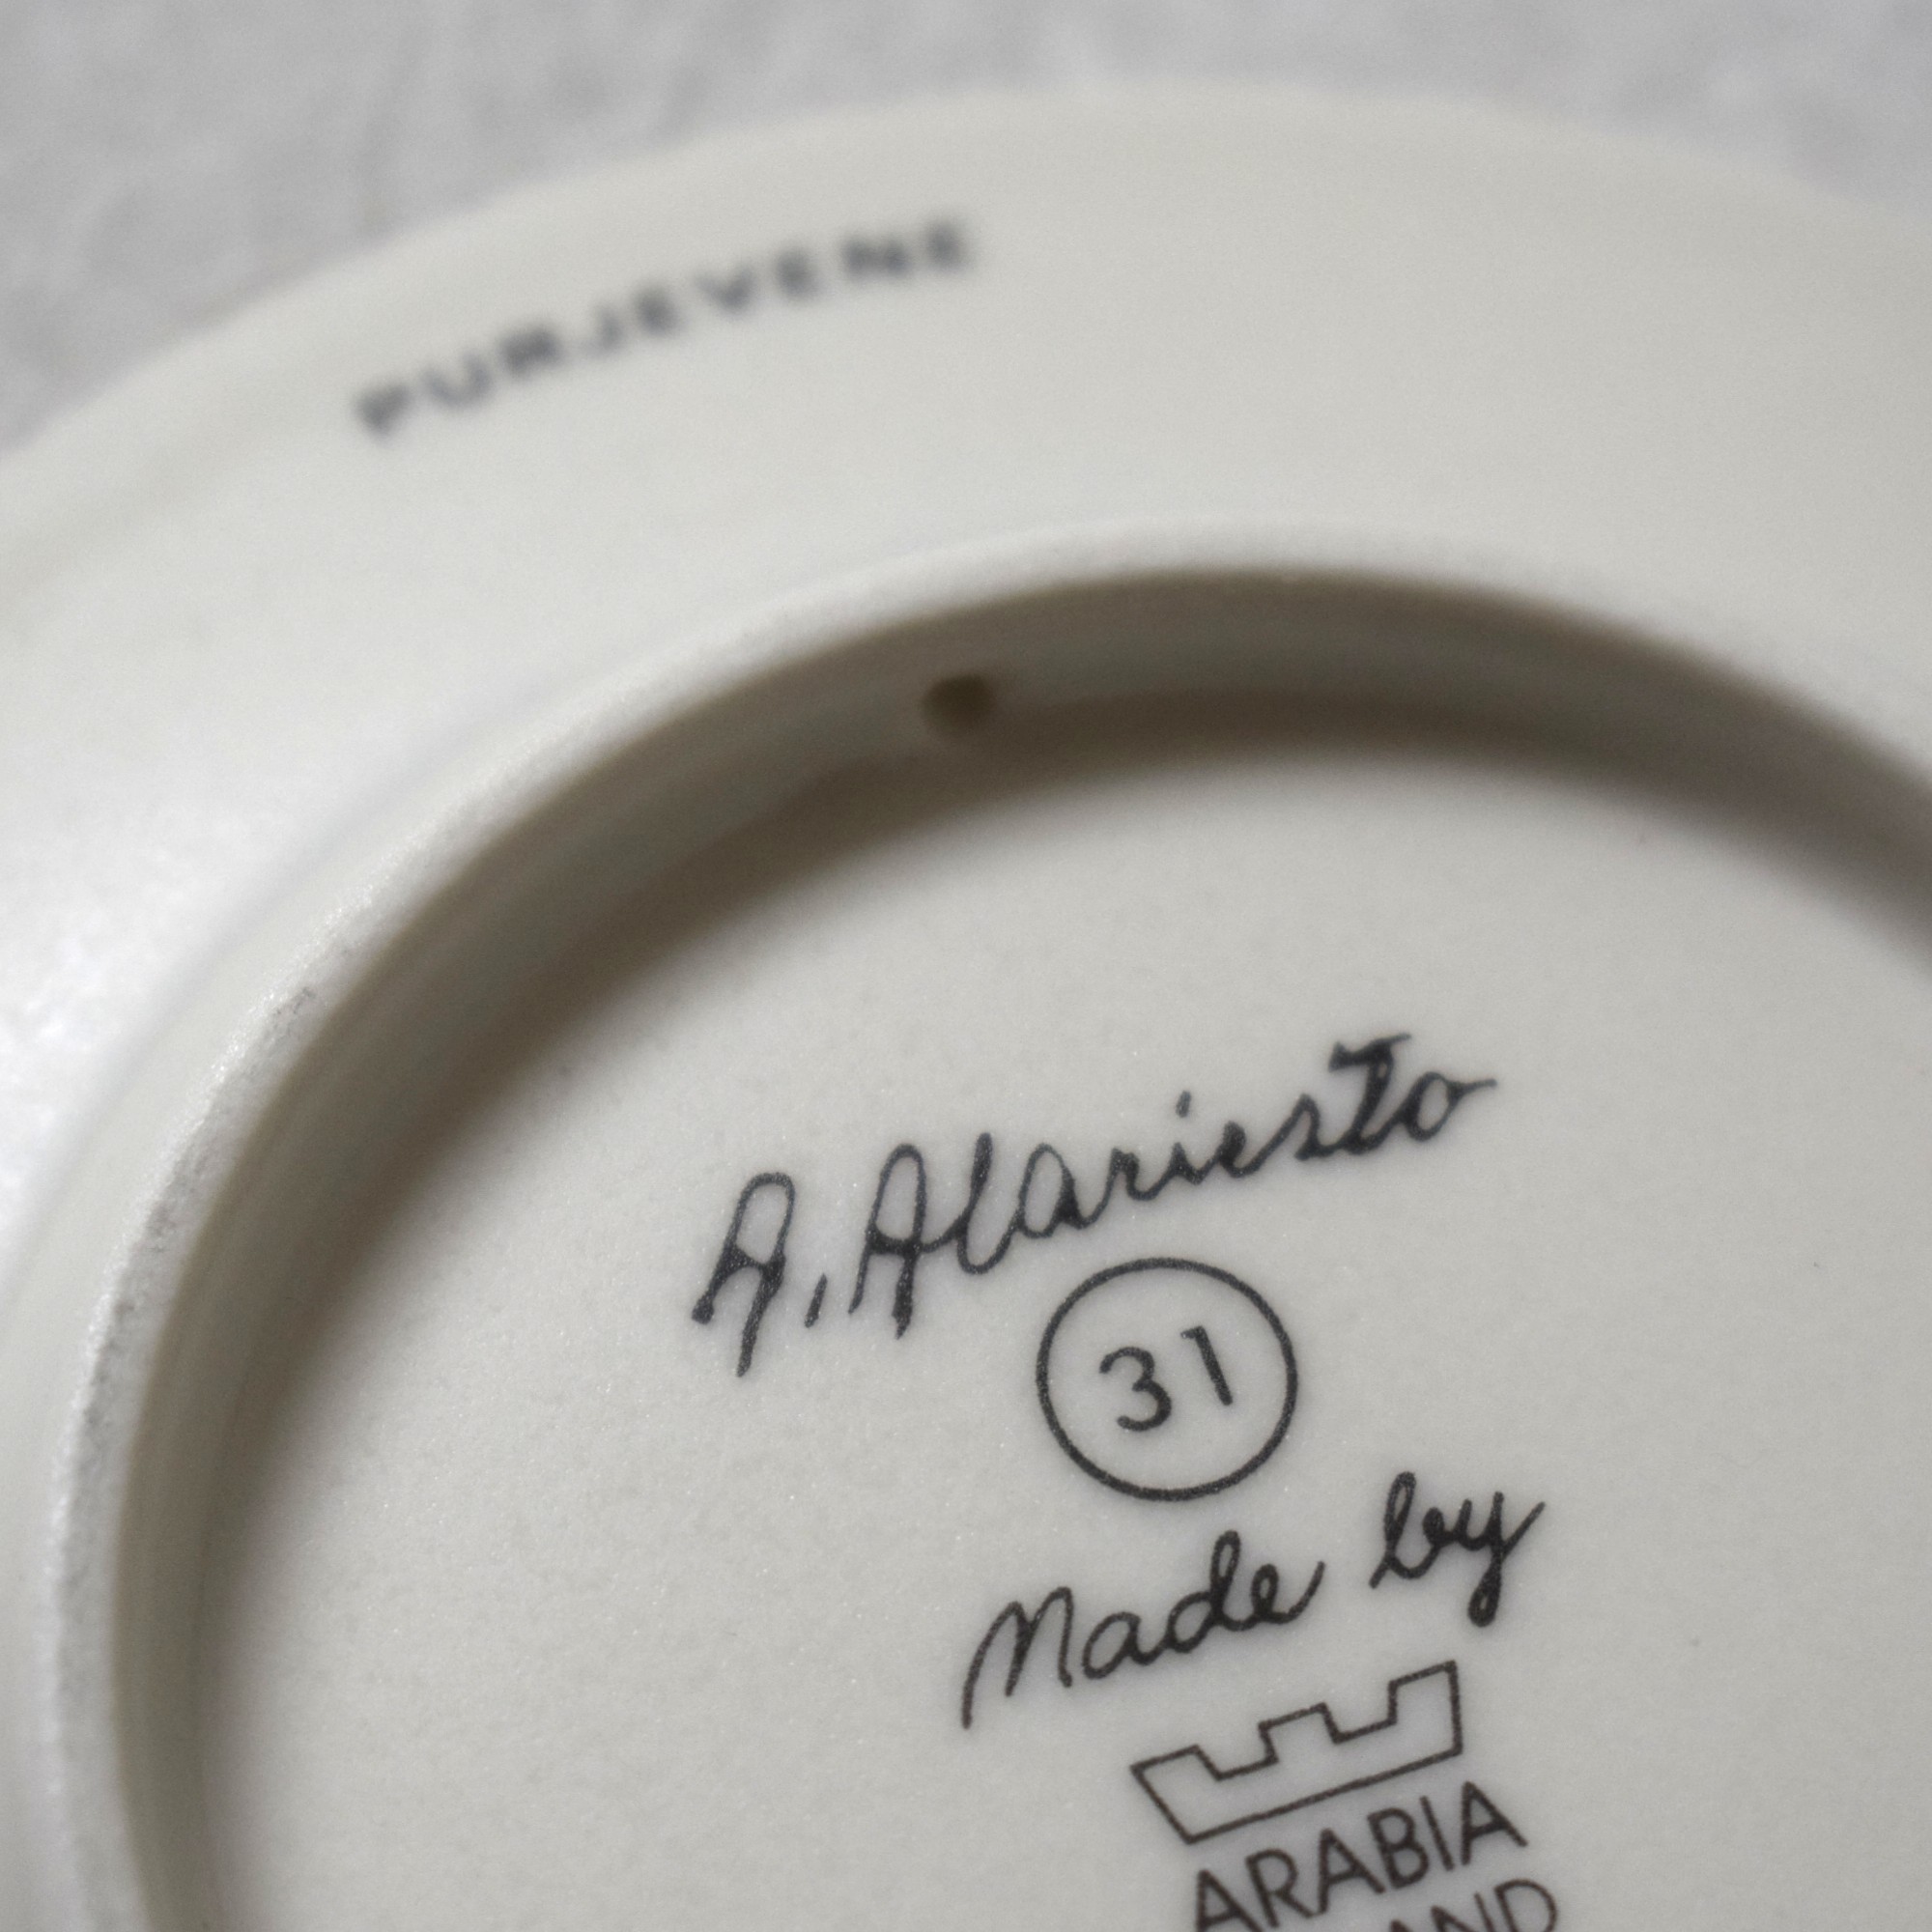 PURJEVENE
A. Alariesto
31
Made by
ARABIA